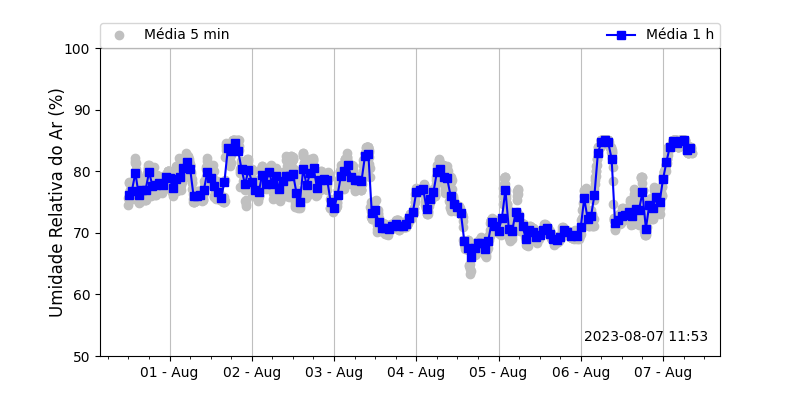 Média 5 min
Média 1 h
Umidade Relativa do Ar (%)
100
90
80
70
60
50
2023-08-07 11:53
01 - Aug
02 - Aug
03 - Aug
04 - Aug
05 - Aug
06 - Aug
07 - Aug